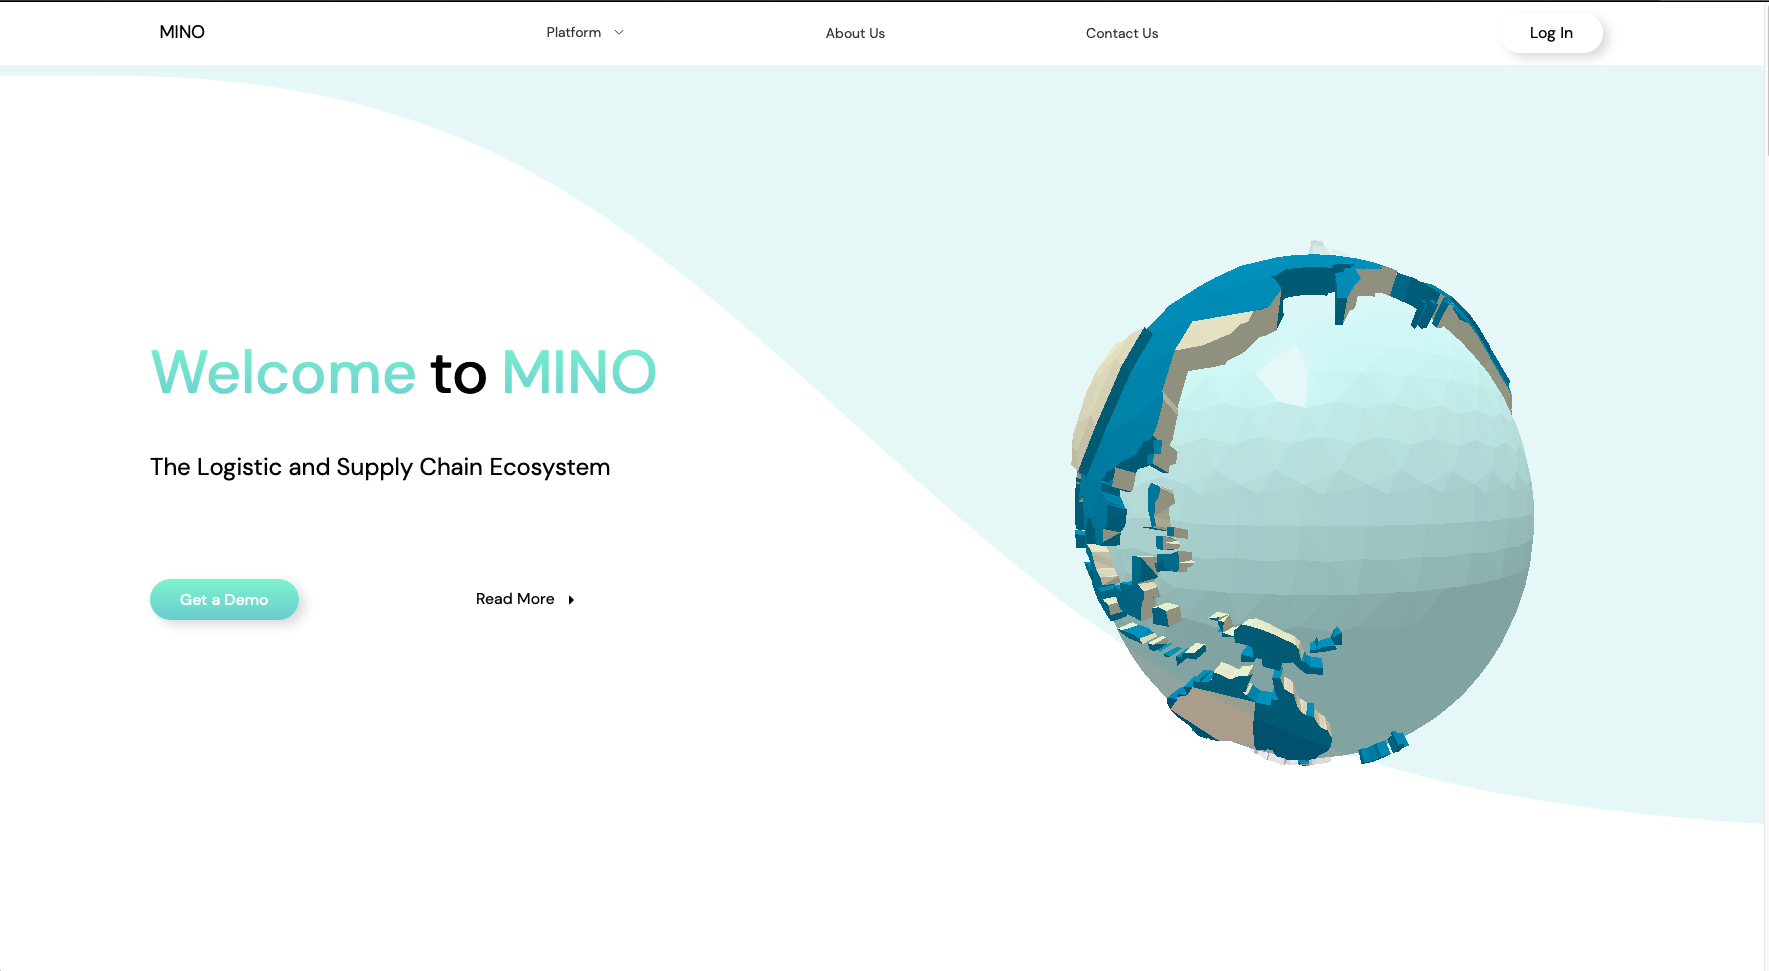 MINO
Platform
About Us
Contact Us
Log In
Welcome to MINO
The Logistic and Supply Chain Ecosystem
Get a Demo
Read More